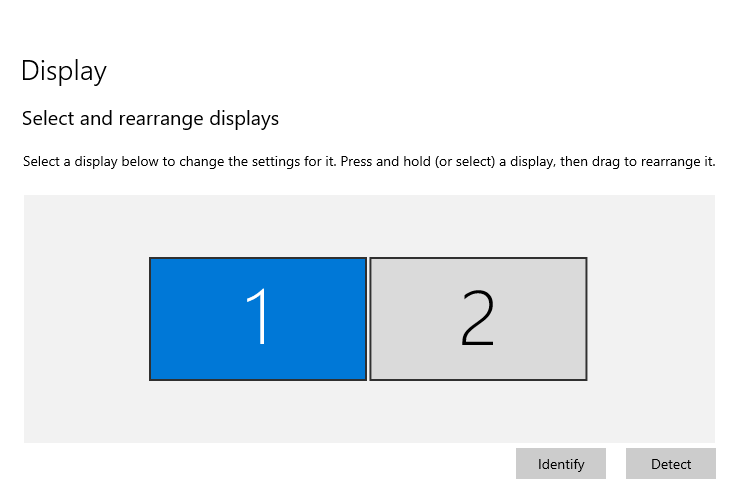 Display
Select and rearrange displays
Select a display below to change the settings for it. Press and hold (or select) a display, then drag to rearrange it.
1
2
Identify
Detect